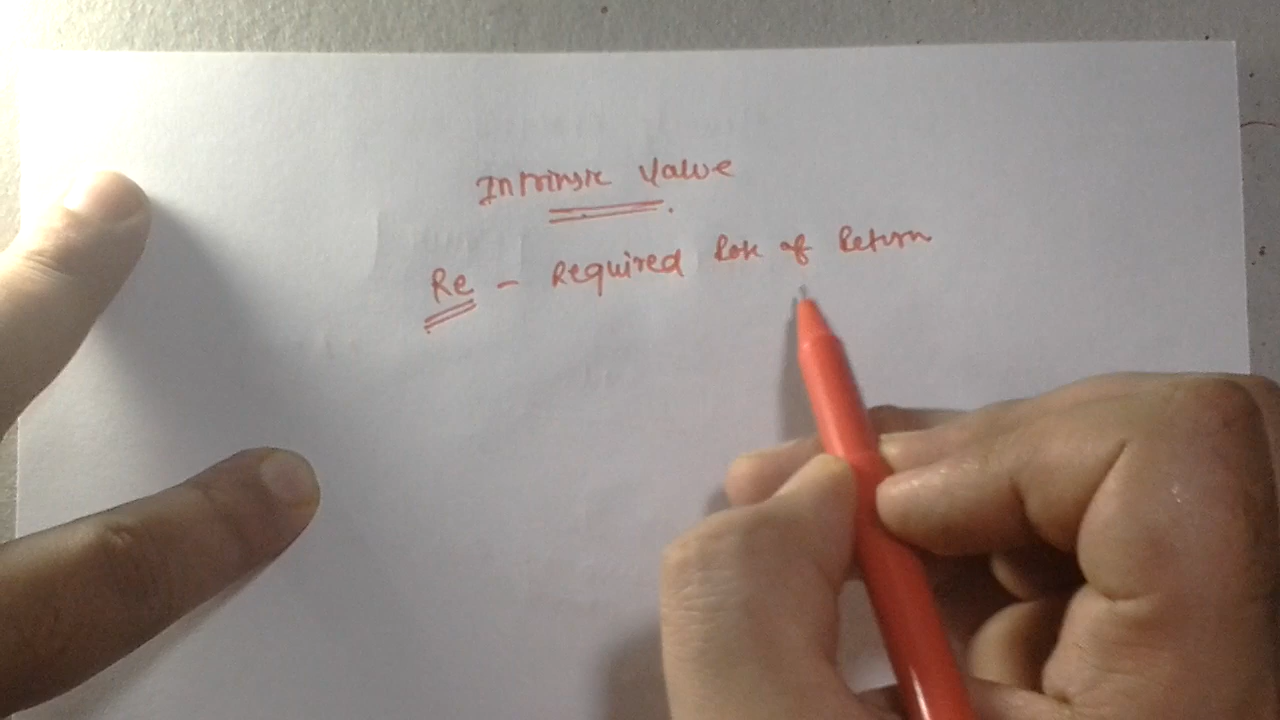 Intrinsic Value
Re - Required Rate of Return